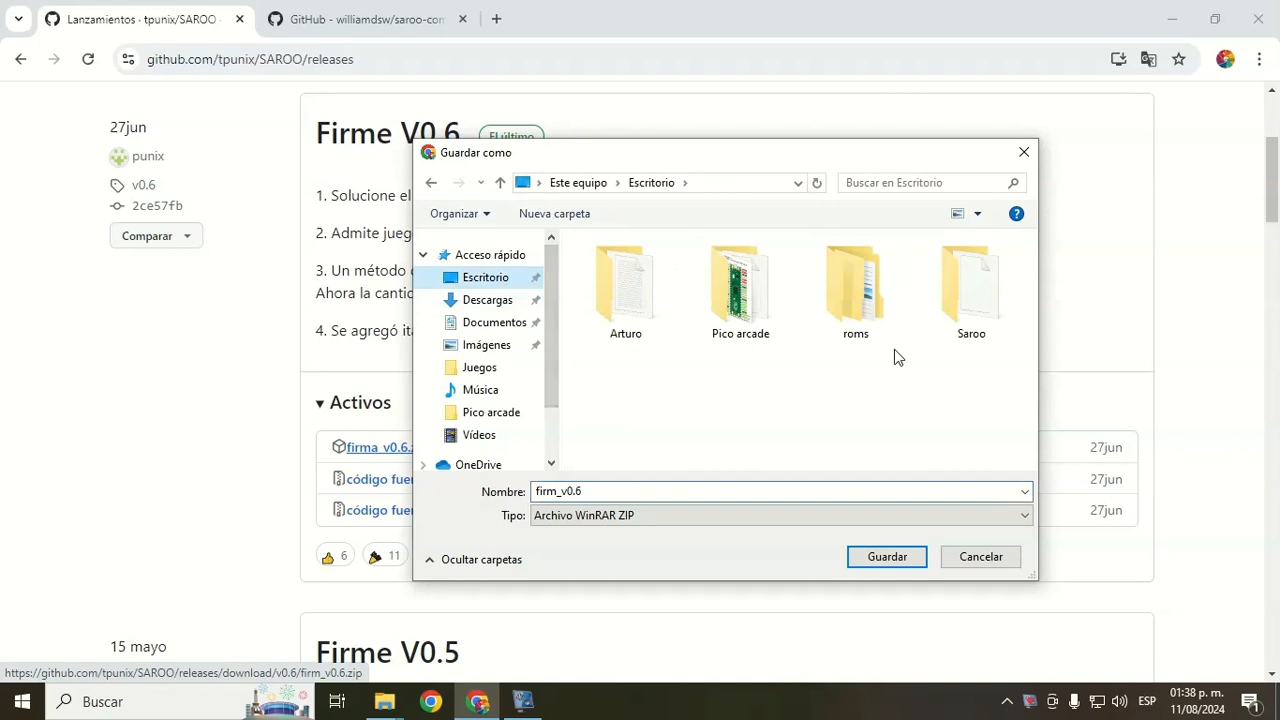 Lanzamientos · tpunix/SAROO
GitHub - williamdsw/saroo-com
github.com/tpunix/SAROO/releases
27jun
punix
v0.6
2ce57fb
Comparar
Firme V0.6
El último
1. Solucione el
2. Admite jueg
3. Un método
Ahora la canti
4. Se agregó it
Activos
firma_v0.6.
27jun
código fue
27jun
código fue
27jun
6
11
15 mayo
Firme V0.5
Guardar como
Este equipo
Escritorio
Buscar en Escritorio
Organizar
Nueva carpeta
Acceso rápido
Escritorio
Descargas
Documentos
Imágenes
Juegos
Música
Pico arcade
Vídeos
OneDrive
Arturo
Pico arcade
roms
Saroo
Nombre:
firm_v0.6
Tipo:
Archivo WinRAR ZIP
Ocultar carpetas
Guardar
Cancelar
https://github.com/tpunix/SAROO/releases/download/v0.6/firm_v0.6.zip
Buscar
ESP
01:38 p. m.
11/08/2024
1